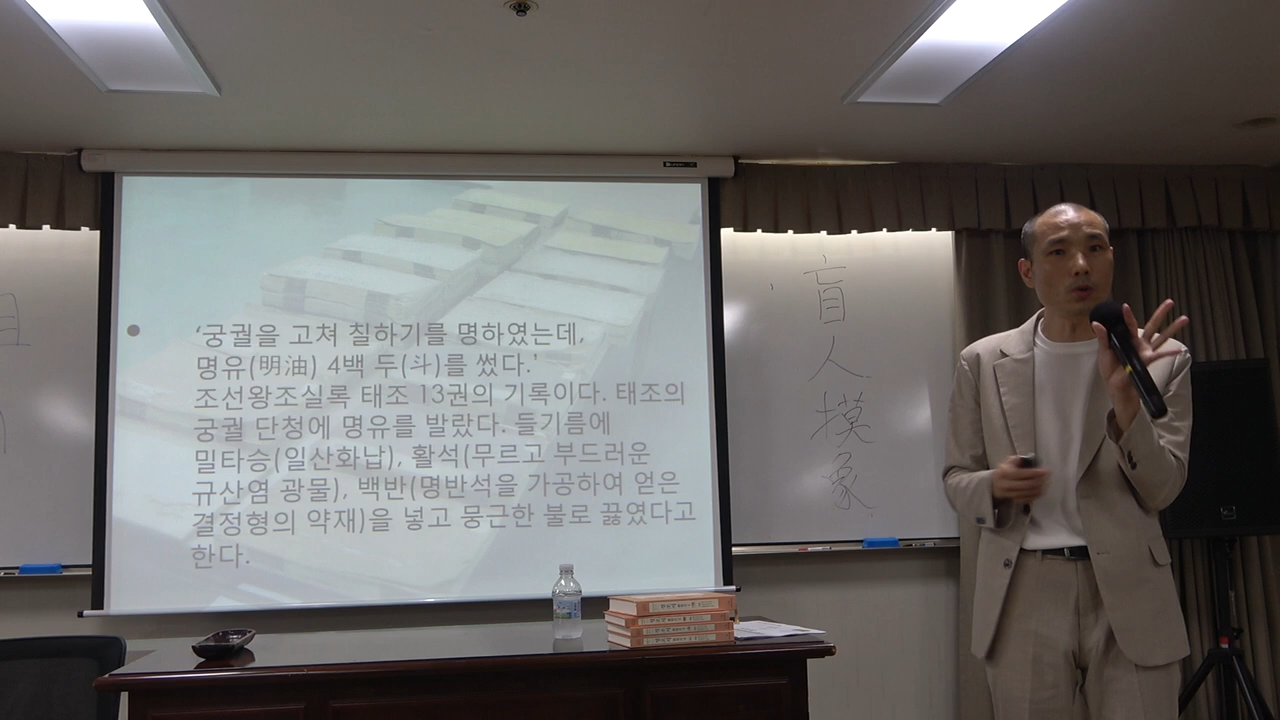 ‘궁궐을 고쳐 칠하기를 명하였는데,
명유(明油) 4백 두(斗)를 썼다.’
조선왕조실록 태조 13권의 기록이다. 태조의
궁궐 단청에 명유를 발랐다. 들기름에
밀타승(일산화납), 활석(무르고 부드러운
규산염 광물), 백반(명반석을 가공하여 얻은
결정형의 약재)을 넣고 뭉근한 불로 끓였다고
한다.
盲
人
摸
象